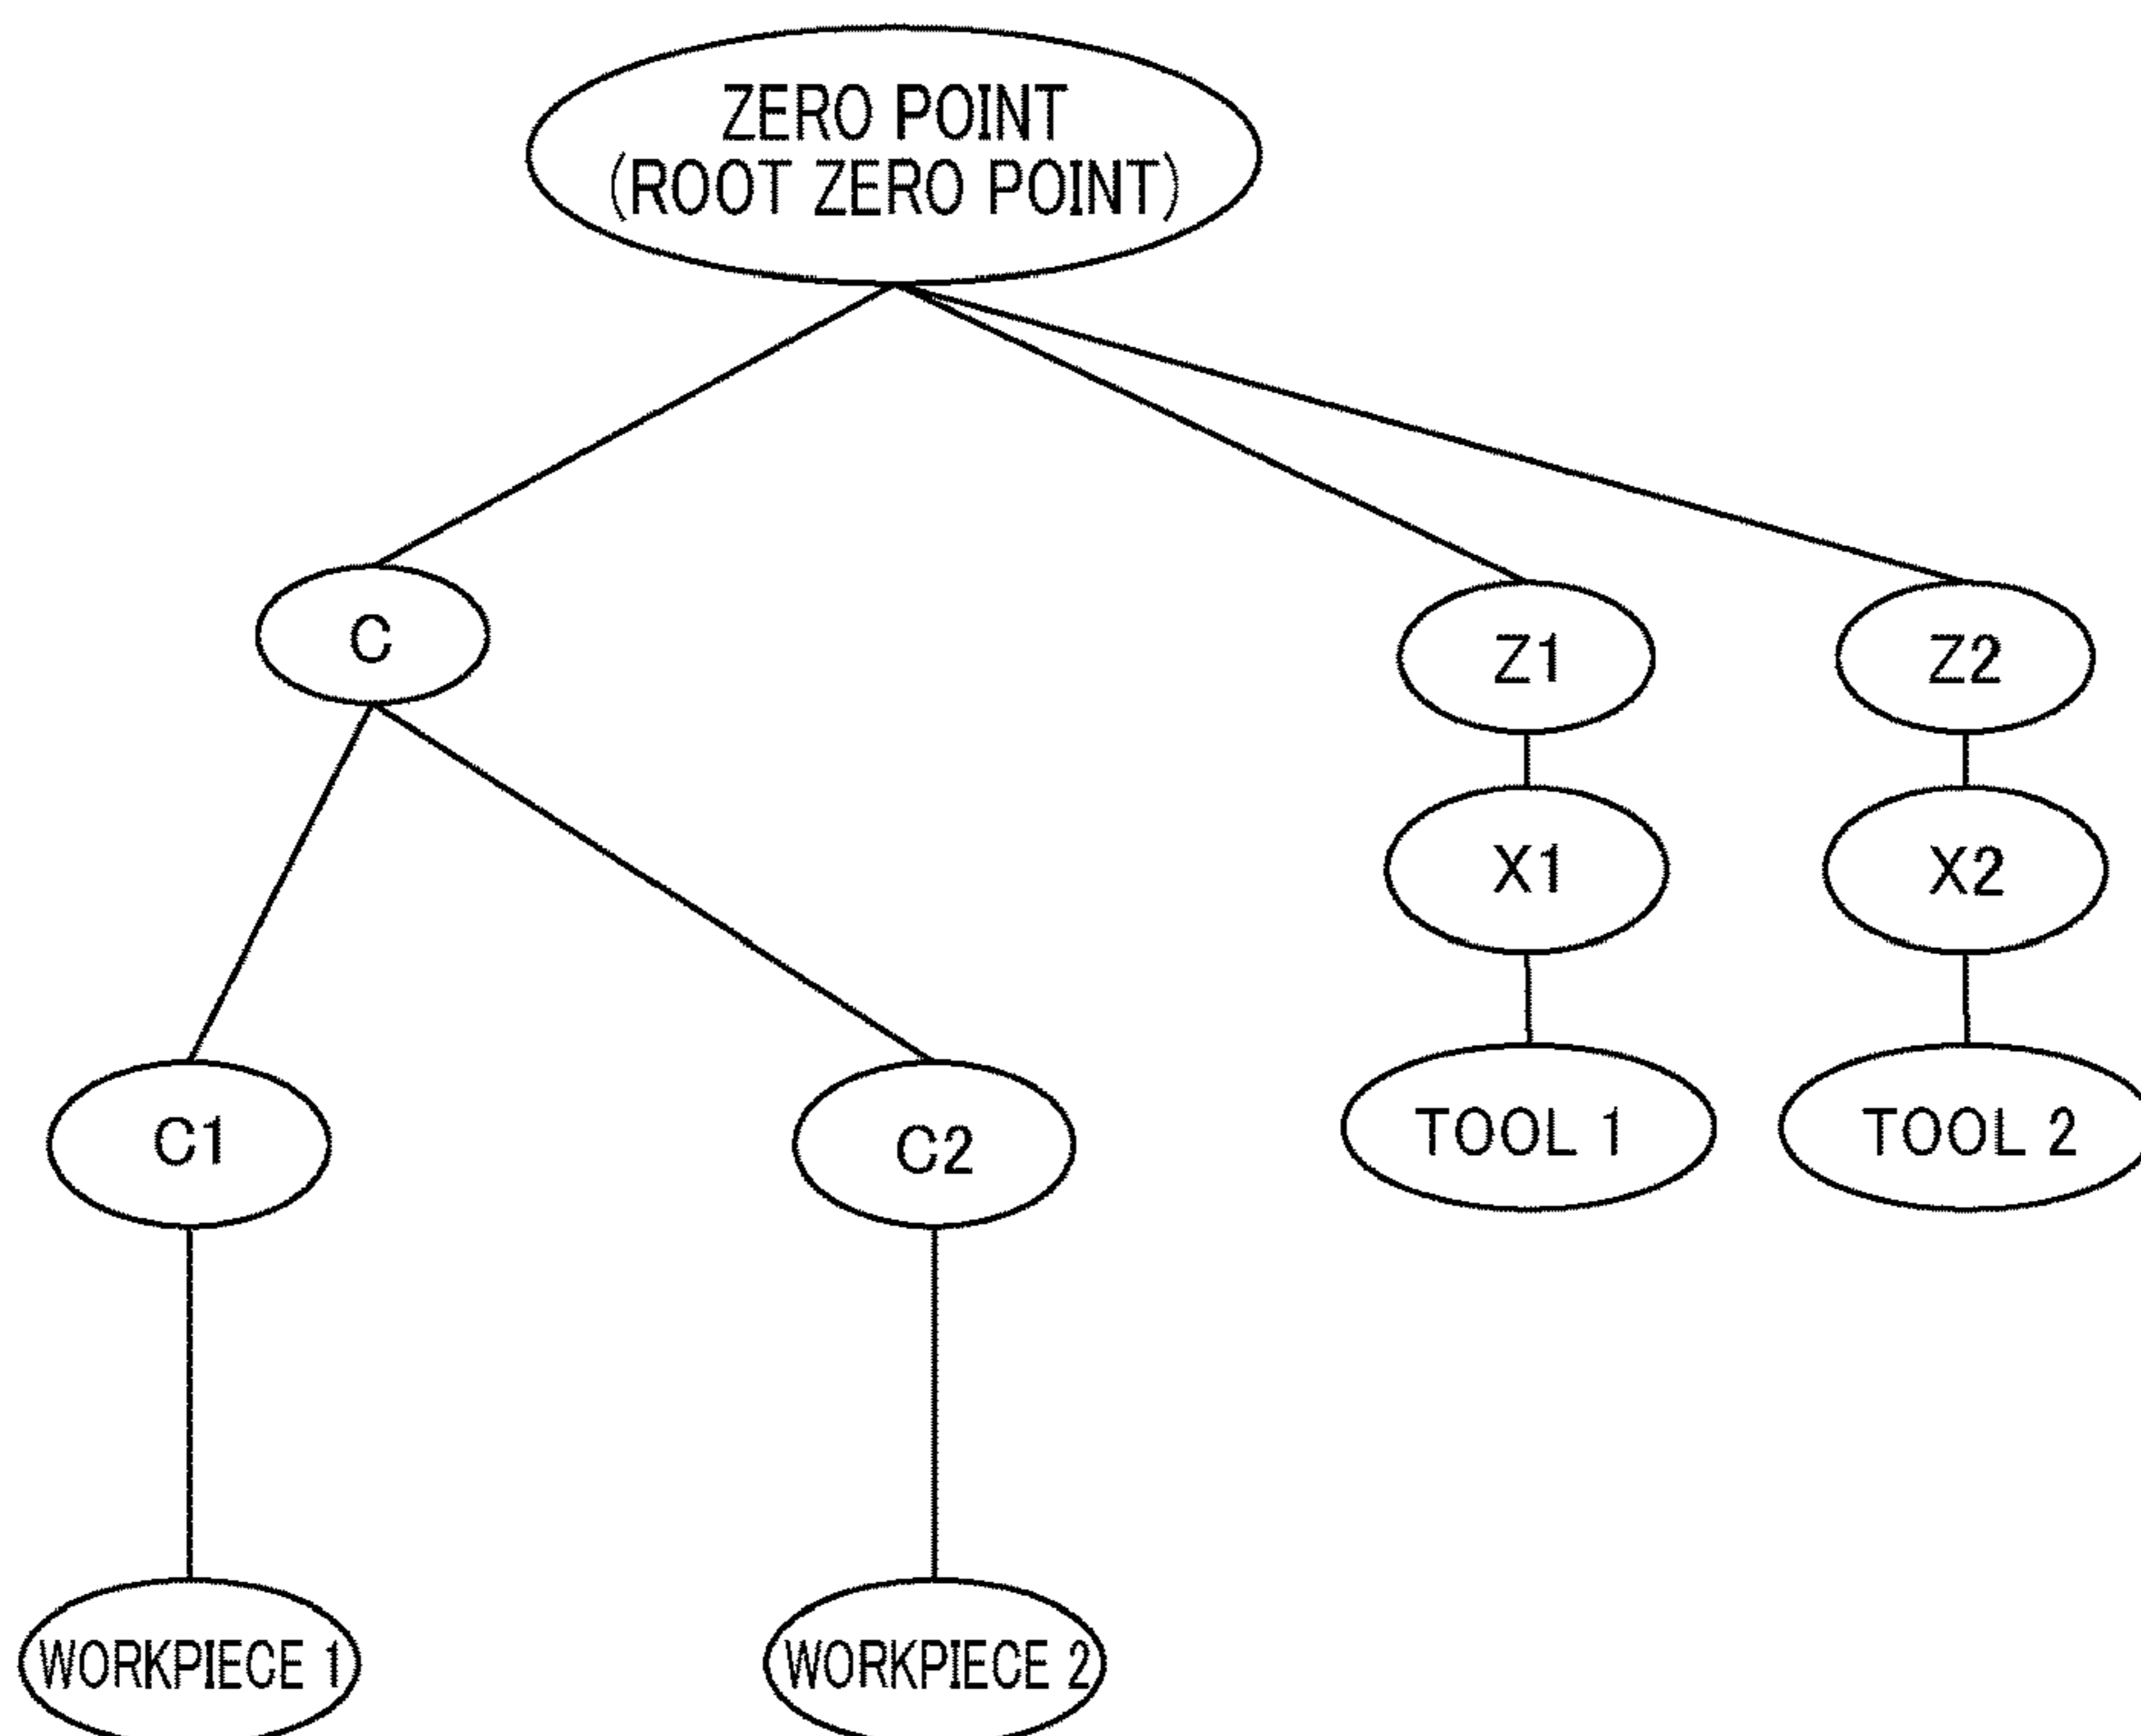 ZERO POINT
(ROOT ZERO POINT)
C
Z1
Z2
X1
X2
C1
C2
TOOL 1
TOOL 2
WORKPIECE 1
WORKPIECE 2